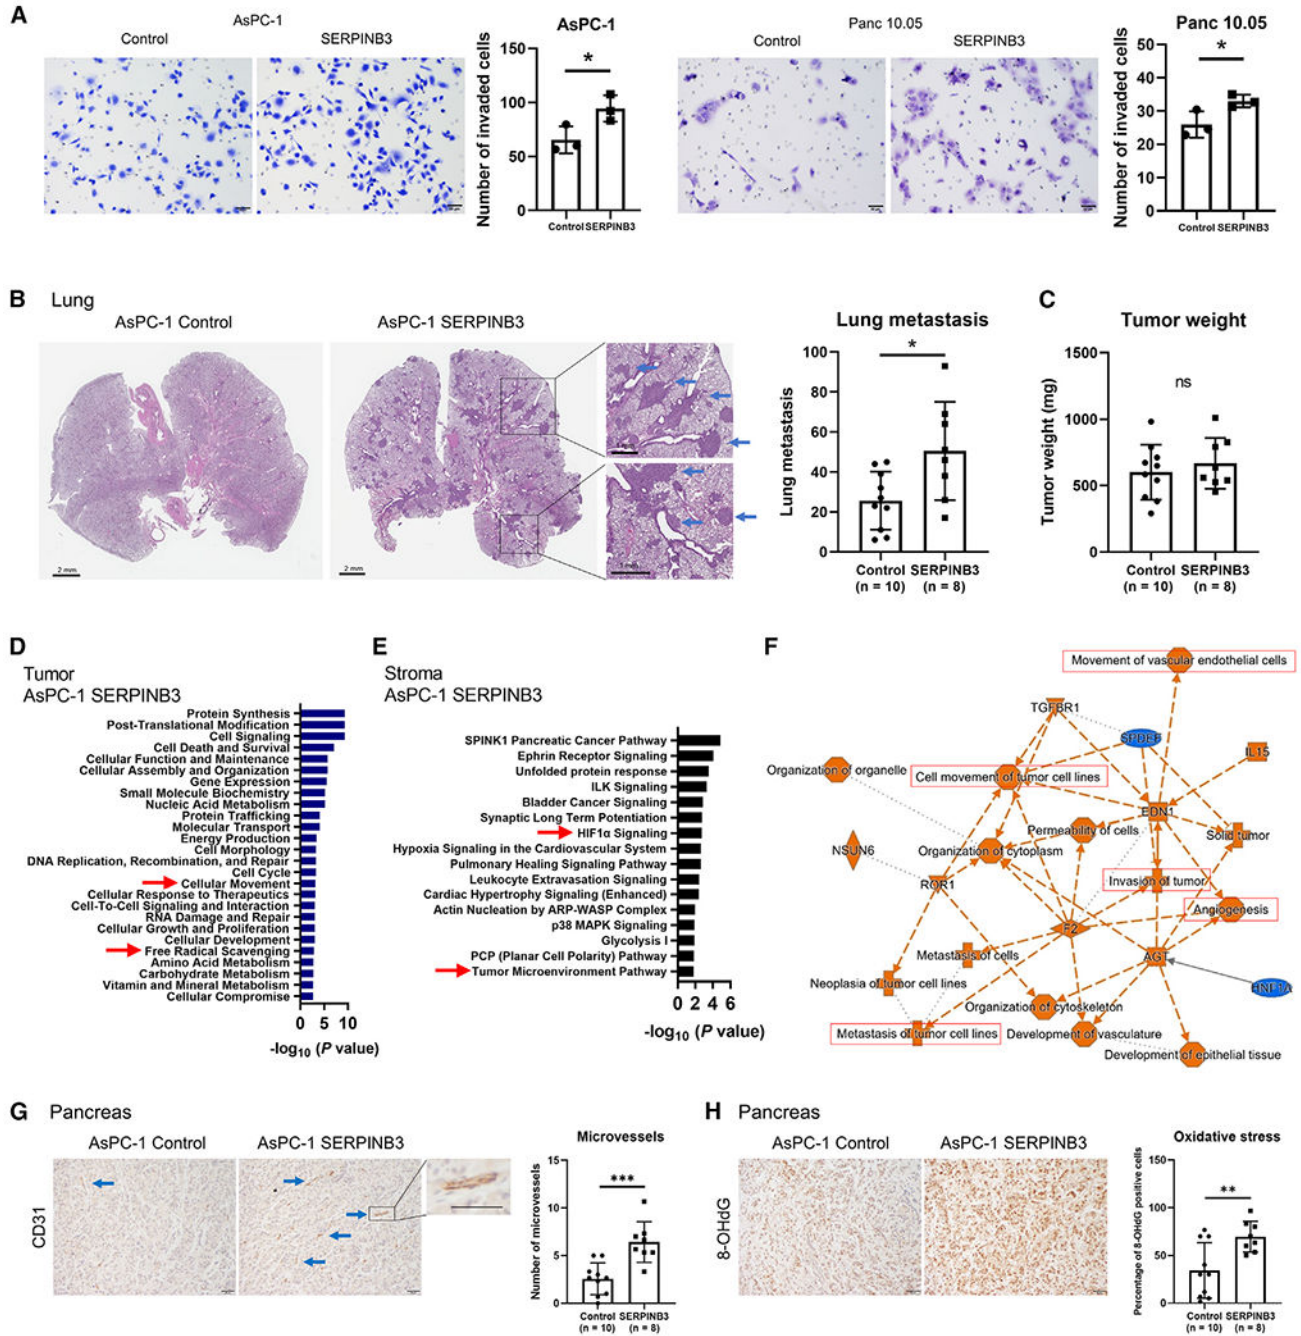 A
AsPC-1
Control
SERPINB3
AsPC-1
Number of invaded cells
150
100
50
0
*
Control SERPINB3
Panc 10.05
Control
SERPINB3
Panc 10.05
Number of invaded cells
50
40
30
20
10
0
*
Control SERPINB3
B
Lung
AsPC-1 Control
AsPC-1 SERPINB3
2 mm
2 mm
1 mm
1 mm
Lung metastasis
Lung metastasis
100
80
60
40
20
0
*
Control SERPINB3
(n = 10) (n = 8)
C
Tumor weight
Tumor weight (mg)
1500
1000
500
0
ns
Control SERPINB3
(n = 10) (n = 8)
D
Tumor
AsPC-1 SERPINB3
Protein Synthesis
Post-Translational Modification
Cell Signaling
Cell Death and Survival
Cellular Function and Maintenance
Cellular Assembly and Organization
Gene Expression
Small Molecule Biochemistry
Nucleic Acid Metabolism
Protein Trafficking
Molecular Transport
Energy Production
Cell Morphology
DNA Replication, Recombination, and Repair
Cell Cycle
Cellular Movement
Cellular Response to Therapeutics
Cell-To-Cell Signaling and Interaction
RNA Damage and Repair
Cellular Growth and Proliferation
Cellular Development
Free Radical Scavenging
Amino Acid Metabolism
Carbohydrate Metabolism
Vitamin and Mineral Metabolism
Cellular Compromise
0 5 10
-log10 (P value)
E
Stroma
AsPC-1 SERPINB3
SPINK1 Pancreatic Cancer Pathway
Ephrin Receptor Signaling
Unfolded protein response
ILK Signaling
Bladder Cancer Signaling
Synaptic Long Term Potentiation
HIF1α Signaling
Hypoxia Signaling in the Cardiovascular System
Pulmonary Healing Signaling Pathway
Leukocyte Extravasation Signaling
Cardiac Hypertrophy Signaling (Enhanced)
Actin Nucleation by ARP-WASP Complex
p38 MAPK Signaling
Glycolysis I
PCP (Planar Cell Polarity) Pathway
Tumor Microenvironment Pathway
0 2 4 6
-log10 (P value)
F
Movement of vascular endothelial cells
TGFBR1
SPDEF
IL15
Organization of organelle
Cell movement of tumor cell lines
EDN1
Permeability of cells
Solid tumor
NSUN6
Organization of cytoplasm
ROR1
Invasion of tumor
Angiogenesis
F2
Metastasis of cells
AGT
Neoplasia of tumor cell lines
HNF1A
Organization of cytoskeleton
Metastasis of tumor cell lines
Development of vasculature
Development of epithelial tissue
G
Pancreas
AsPC-1 Control
AsPC-1 SERPINB3
CD31
Microvessels
Number of microvessels
15
10
5
0
***
Control SERPINB3
(n = 10) (n = 8)
H
Pancreas
AsPC-1 Control
AsPC-1 SERPINB3
8-OHdG
Oxidative stress
Percentage of 8-OHdG positive cells
150
100
50
0
**
Control SERPINB3
(n = 10) (n = 8)